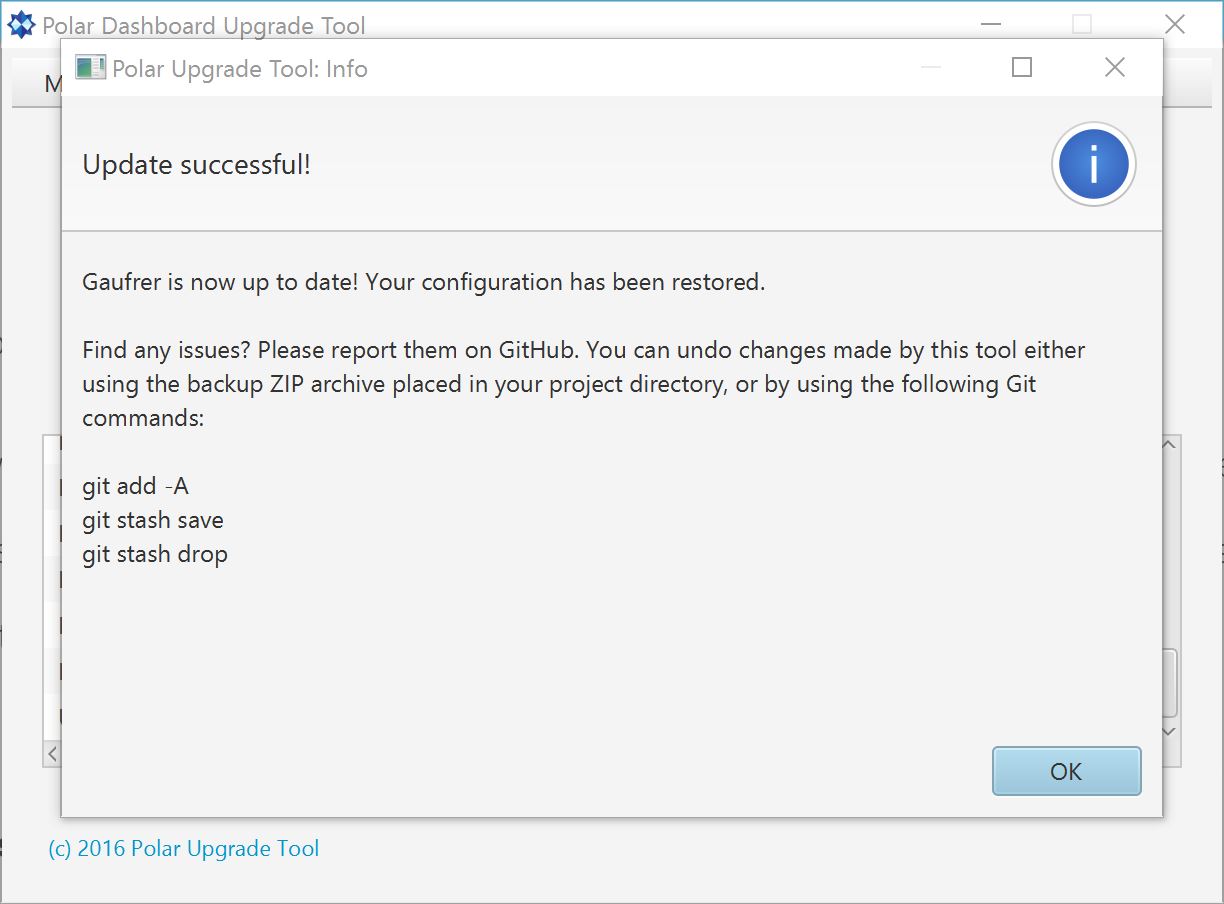 Polar Dashboard Upgrade Tool
Polar Upgrade Tool: Info
Update successful!
Gaufrer is now up to date! Your configuration has been restored.
Find any issues? Please report them on GitHub. You can undo changes made by this tool either
using the backup ZIP archive placed in your project directory, or by using the following Git
commands:
git add -A
git stash save
git stash drop
OK
(c) 2016 Polar Upgrade Tool